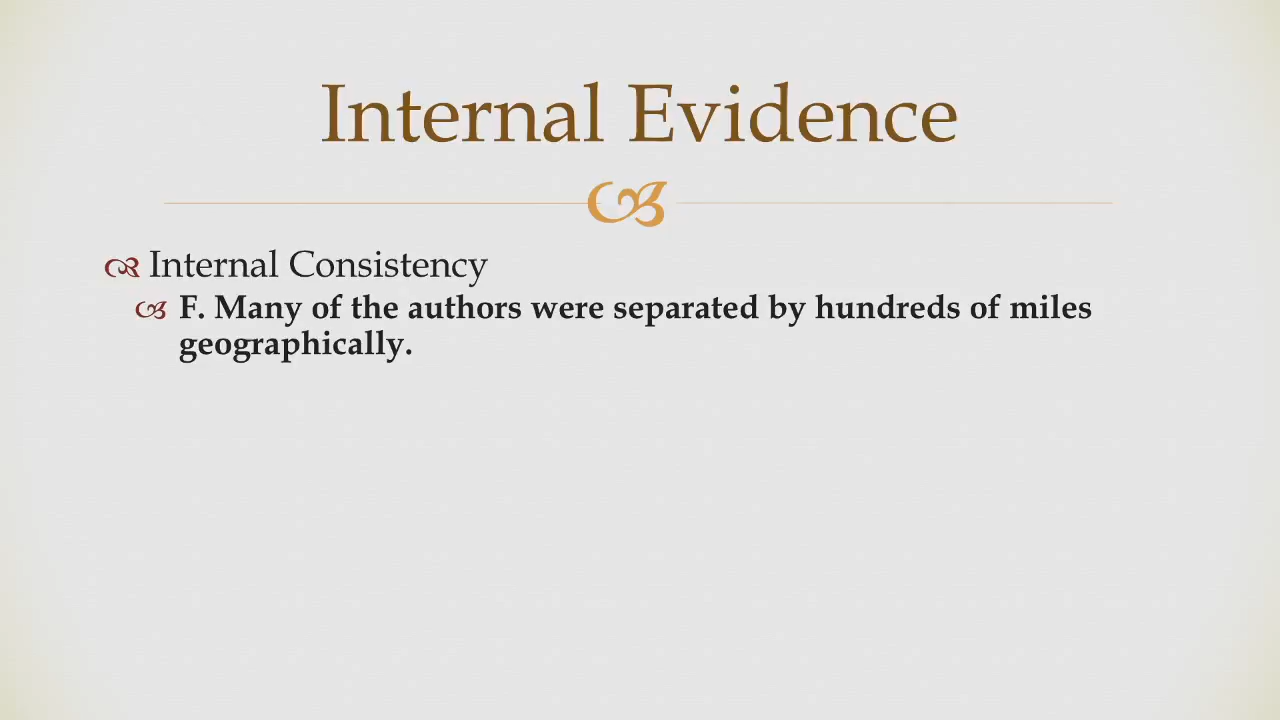 Internal Evidence
Internal Consistency
F. Many of the authors were separated by hundreds of miles
geographically.